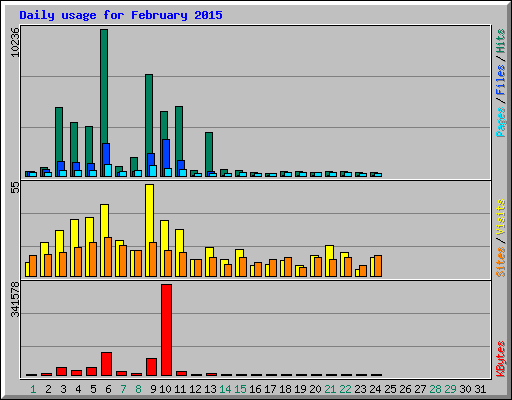 Daily usage for February 2015
10236
Pages / Files / Hits
55
Sites / Visits
341578
KBytes
1 2 3 4 5 6 7 8 9 10 11 12 13 14 15 16 17 18 19 20 21 22 23 24 25 26 27 28 29 30 31